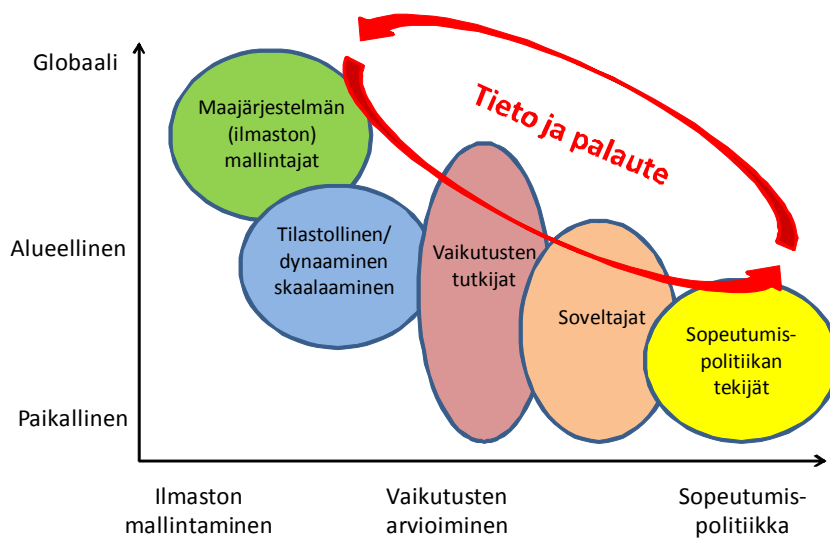 Globaali
Alueellinen
Paikallinen
Maajärjestelmän
(ilmaston)
mallintajat
Tilastollinen/
dynaaminen
skaalaaminen
Vaikutusten
tutkijat
Soveltajat
Sopeutumis-
politiikan
tekijät
Tieto ja palaute
Ilmaston
mallintaminen
Vaikutusten
arvioiminen
Sopeutumis-
politiikka